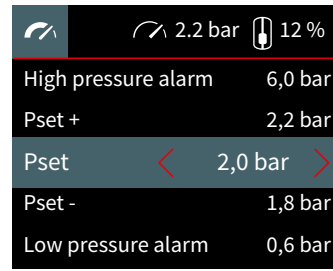 2.2 bar 12 %
High pressure alarm 6,0 bar
Pset + 2,2 bar
Pset 2,0 bar
Pset - 1,8 bar
Low pressure alarm 0,6 bar